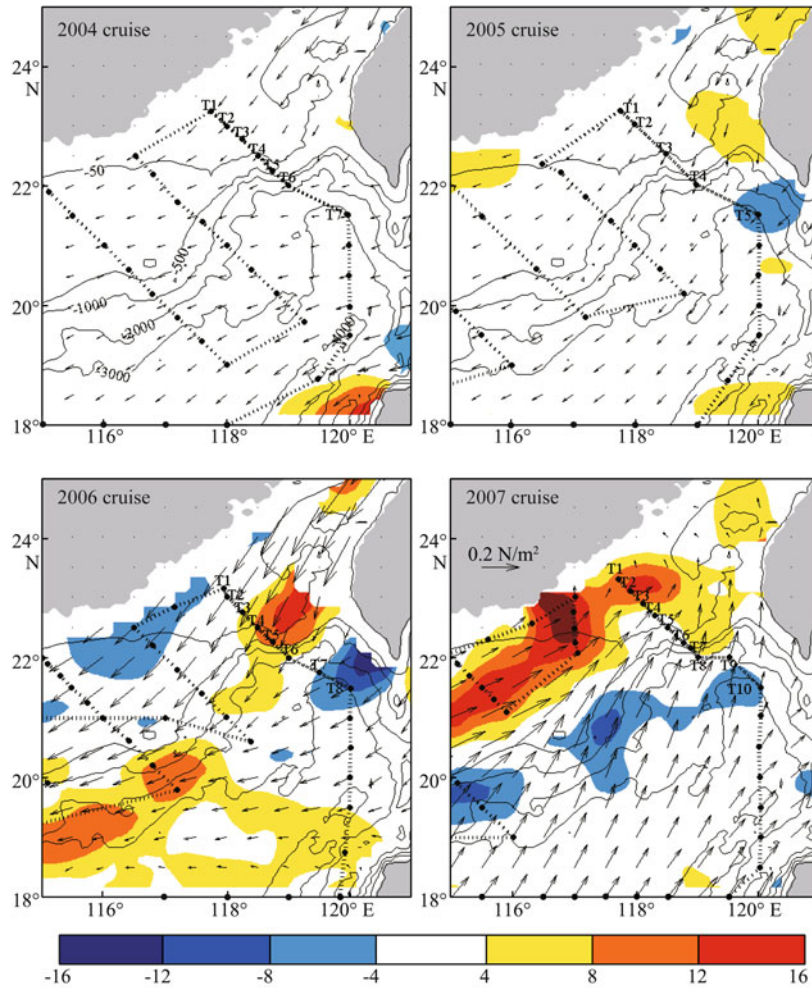 2004 cruise
24°
N
22°
20°
18°
T1
T2
T3
T4
T5
T6
T7
-50
-500
-1000
-2000
-3000
116°
118°
120° E
2005 cruise
24°
N
22°
20°
18°
T1
T2
T3
T4
T5
116°
118°
120° E
2006 cruise
24°
N
22°
20°
18°
T1
T2
T3
T4
T5
T6
T7
T8
116°
118°
120° E
2007 cruise
0.2 N/m²
24°
N
22°
20°
18°
T1
T2
T3
T4
T5
T6
T8
T9
T10
116°
118°
120° E
-16 -12 -8 -4 4 8 12 16